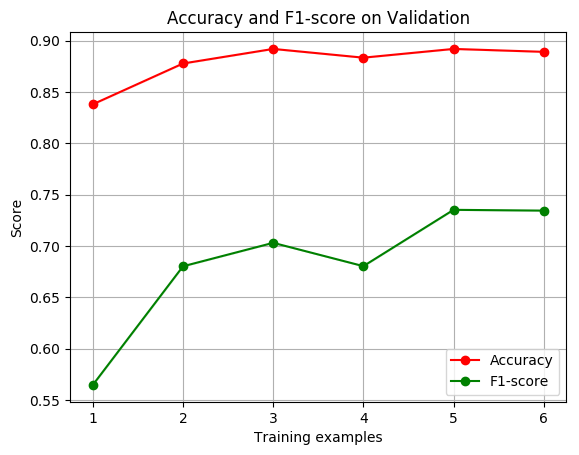 Accuracy and F1-score on Validation
0.90
0.85
0.80
0.75
0.70
0.65
0.60
0.55
Score
1 2 3 4 5 6
Training examples
Accuracy
F1-score